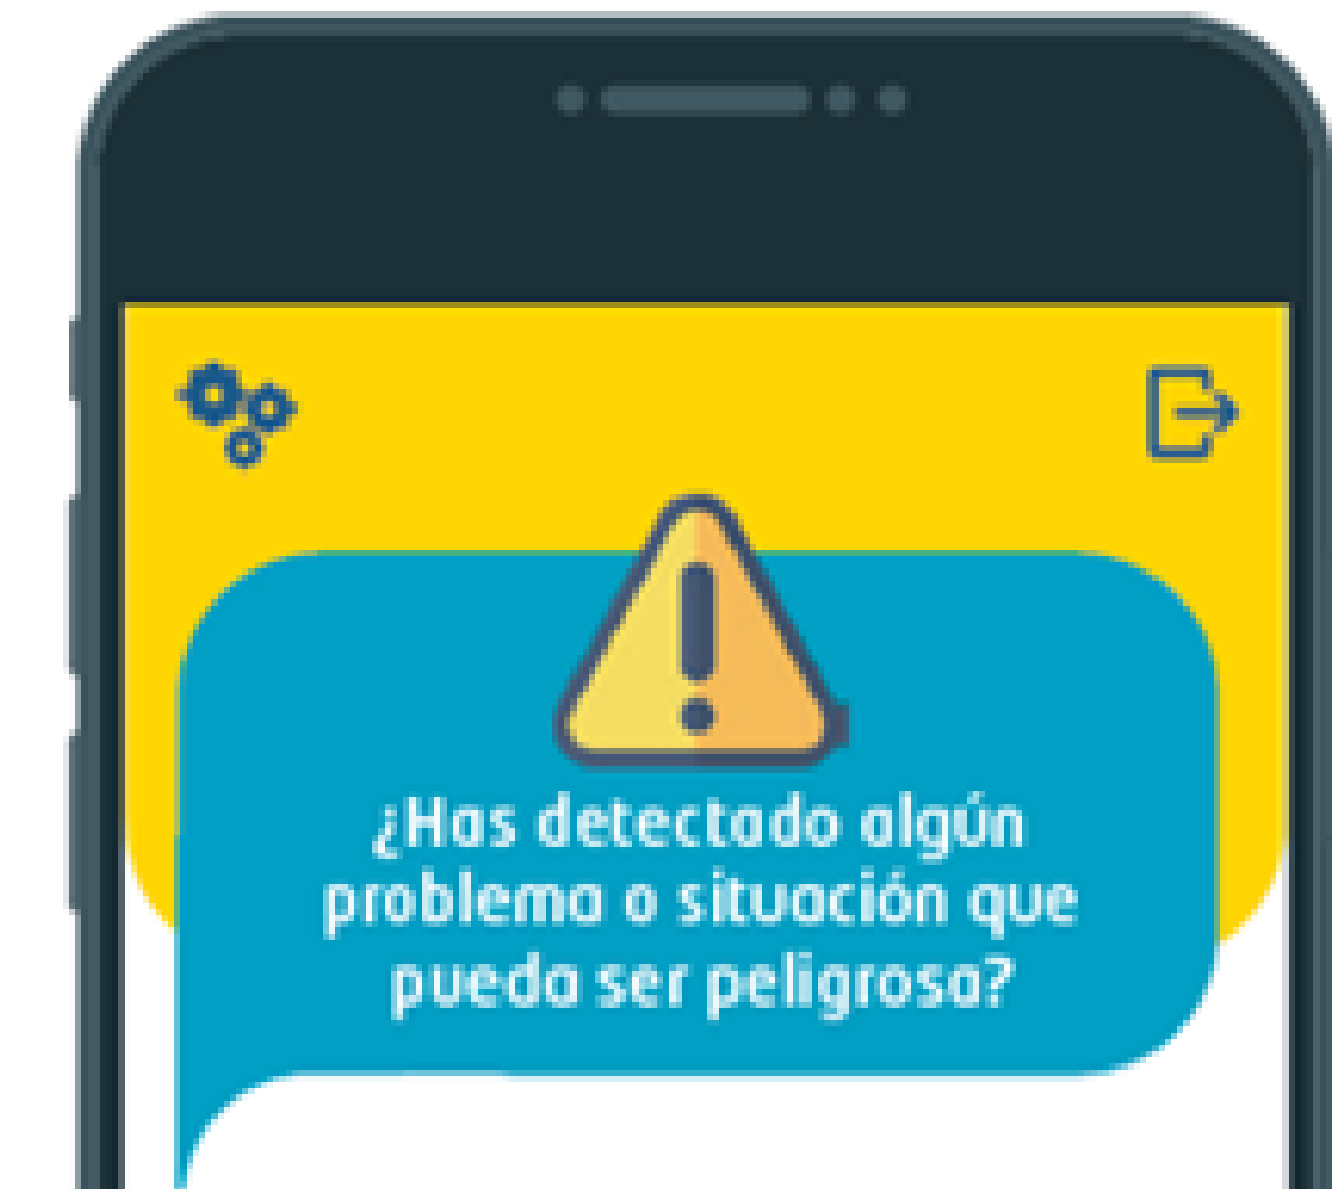 ¿Has detectado algún
problema o situación que
pueda ser peligrosa?